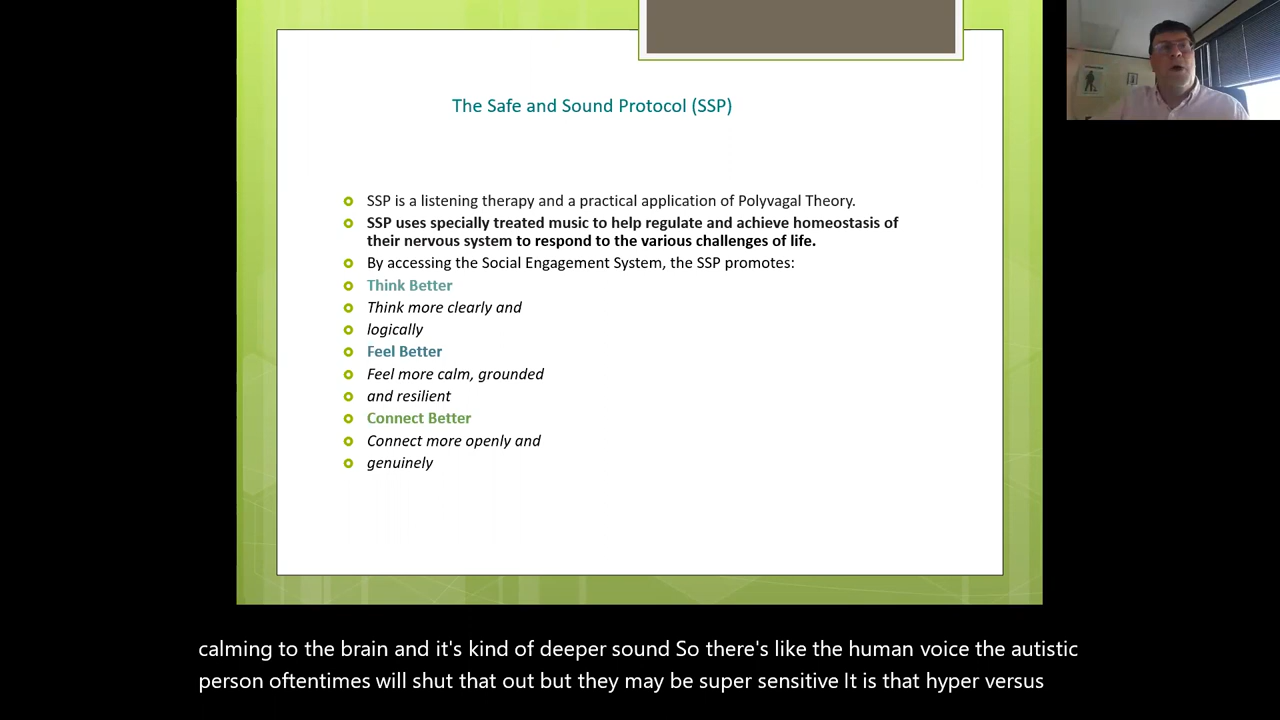 The Safe and Sound Protocol (SSP)
SSP is a listening therapy and a practical application of Polyvagal Theory.
SSP uses specially treated music to help regulate and achieve homeostasis of
their nervous system to respond to the various challenges of life.
By accessing the Social Engagement System, the SSP promotes:
Think Better
Think more clearly and
logically
Feel Better
Feel more calm, grounded
and resilient
Connect Better
Connect more openly and
genuinely
calming to the brain and it's kind of deeper sound So there's like the human voice the autistic
person oftentimes will shut that out but they may be super sensitive It is that hyper versus